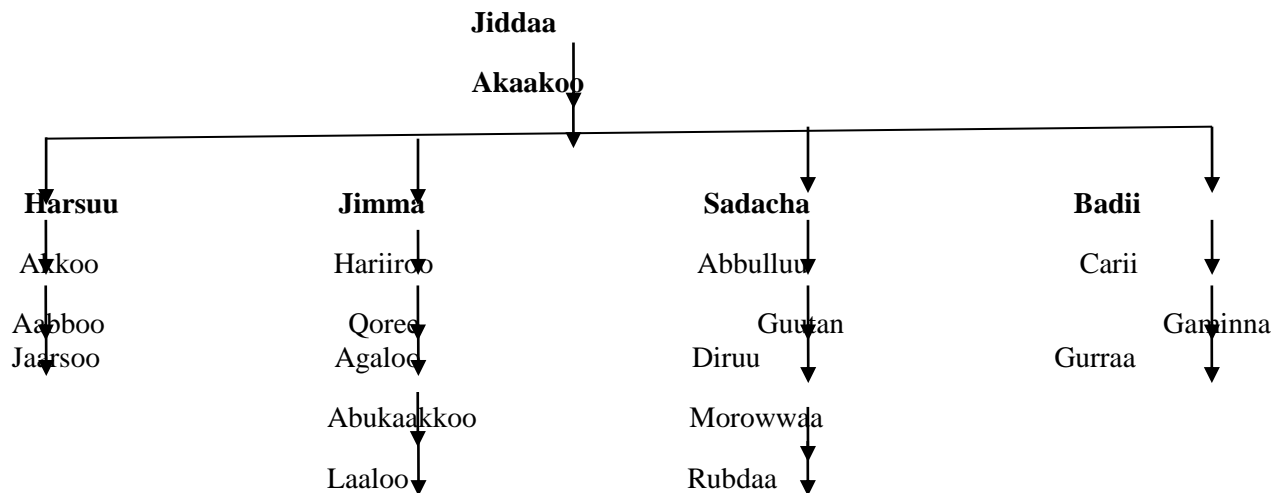 Jiddaa
Akaakoo
Harsuu Jimma Sadacha Badii
Akkoo Hariiroo Abbulluu Carii
Aabboo Qoree Guutan Gaminna
Jaarsoo Agaloo Diruu Gurraa
Abukaakkoo Morowwaa
Laaloo Rubdaa